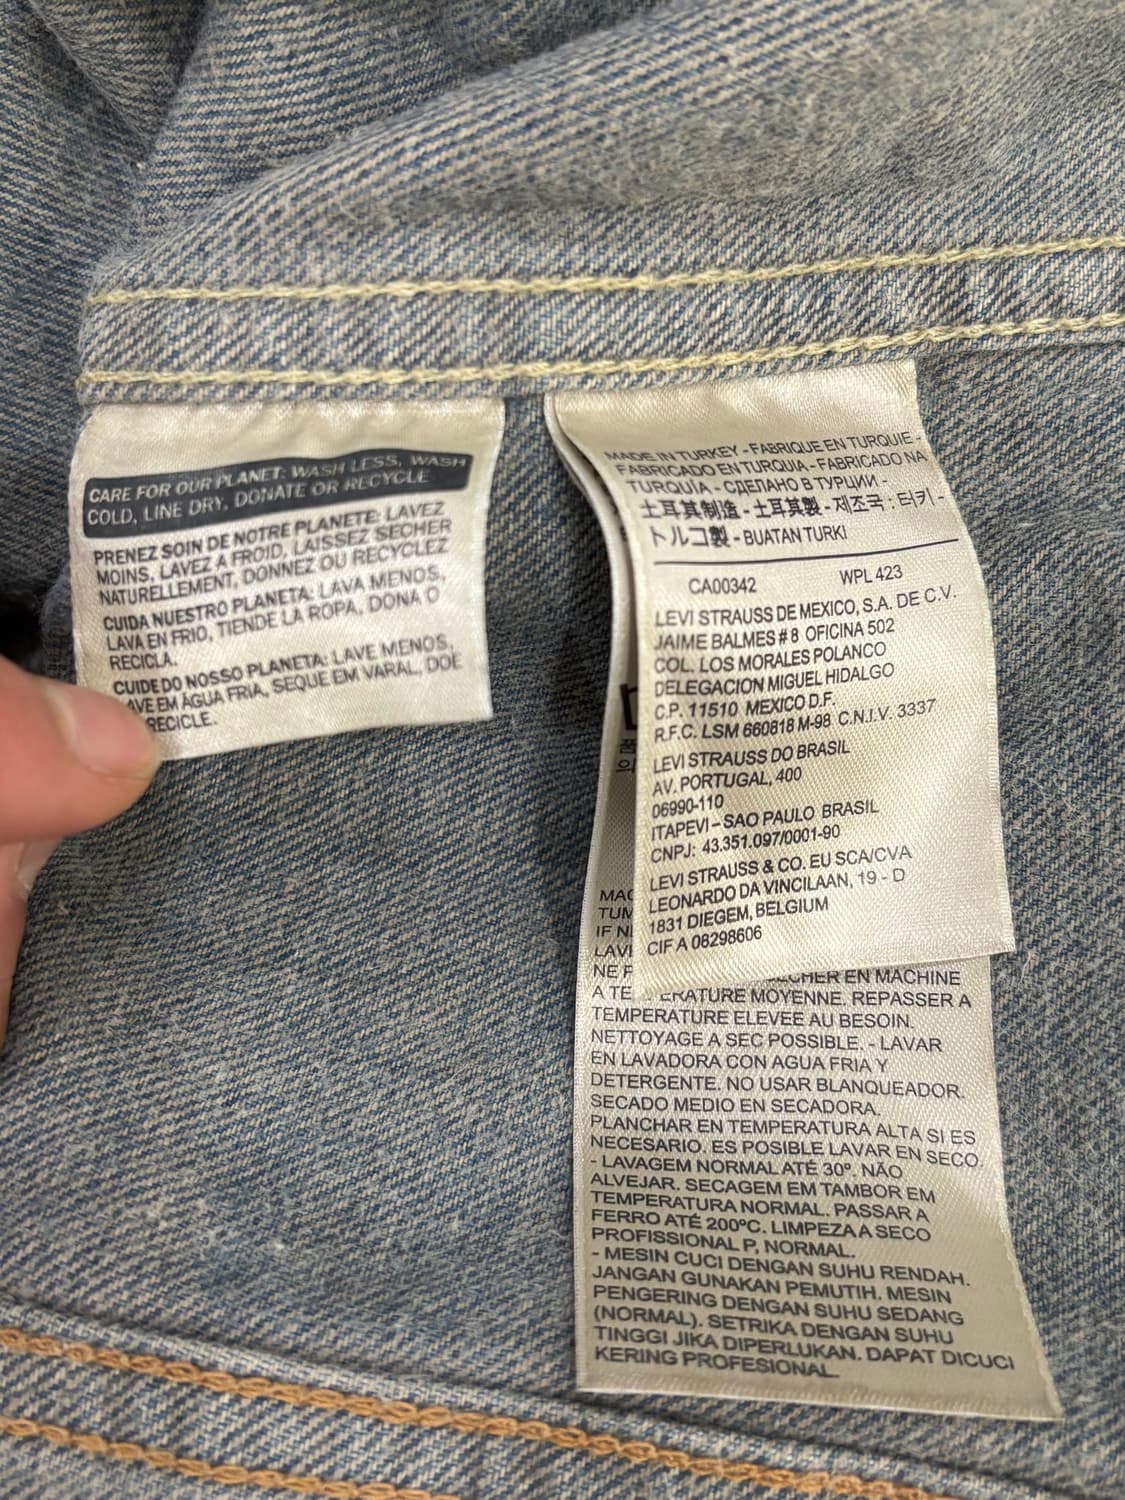 CARE FOR OUR PLANET: WASH LESS, WASH
COLD, LINE DRY, DONATE OR RECYCLE
PRENEZ SOIN DE NOTRE PLANETE: LAVEZ
MOINS, LAVEZ A FROID, LAISSEZ SECHER
NATURELLEMENT, DONNEZ OU RECYCLEZ
CUIDA NUESTRO PLANETA: LAVA MENOS,
LAVA EN FRIO, TIENDE LA ROPA, DONA O
RECICLA.
CUIDE DO NOSSO PLANETA: LAVE MENOS,
AVE EM ÁGUA FRIA, SEQUE EM VARAL, DOE
RECICLE.
MADE IN TURKEY - FABRIQUE EN TURQUIE -
FABRICADO EN TURQUIA - FABRICADO NA
TURQUÍA - СДЕЛАНО В ТУРЦИИ -
土耳其制造 - 土耳其製 - 제조국 : 터키 -
トルコ製 - BUATAN TURKI
CA00342 WPL 423
LEVI STRAUSS DE MEXICO, S.A. DE C.V.
JAIME BALMES # 8 OFICINA 502
COL. LOS MORALES POLANCO
DELEGACION MIGUEL HIDALGO
C.P. 11510 MEXICO D.F.
R.F.C. LSM 660818 M-98 C.N.I.V. 3337
LEVI STRAUSS DO BRASIL
AV. PORTUGAL, 400
06990-110
ITAPEVI - SAO PAULO BRASIL
CNPJ: 43.351.097/0001-90
LEVI STRAUSS & CO. EU SCA/CVA
LEONARDO DA VINCILAAN, 19 - D
1831 DIEGEM, BELGIUM
CIF A 08298606
MAC
TUM
IF N
LAV
NE P
ECHER EN MACHINE
A TE ERATURE MOYENNE. REPASSER A
TEMPERATURE ELEVEE AU BESOIN.
NETTOYAGE A SEC POSSIBLE. - LAVAR
EN LAVADORA CON AGUA FRIA Y
DETERGENTE. NO USAR BLANQUEADOR.
SECADO MEDIO EN SECADORA.
PLANCHAR EN TEMPERATURA ALTA SI ES
NECESARIO. ES POSIBLE LAVAR EN SECO.
- LAVAGEM NORMAL ATÉ 30º. NÃO
ALVEJAR. SECAGEM EM TAMBOR EM
TEMPERATURA NORMAL. PASSAR A
FERRO ATÉ 200ºC. LIMPEZA A SECO
PROFISSIONAL P, NORMAL.
- MESIN CUCI DENGAN SUHU RENDAH.
JANGAN GUNAKAN PEMUTIH. MESIN
PENGERING DENGAN SUHU SEDANG
(NORMAL). SETRIKA DENGAN SUHU
TINGGI JIKA DIPERLUKAN. DAPAT DICUCI
KERING PROFESIONAL